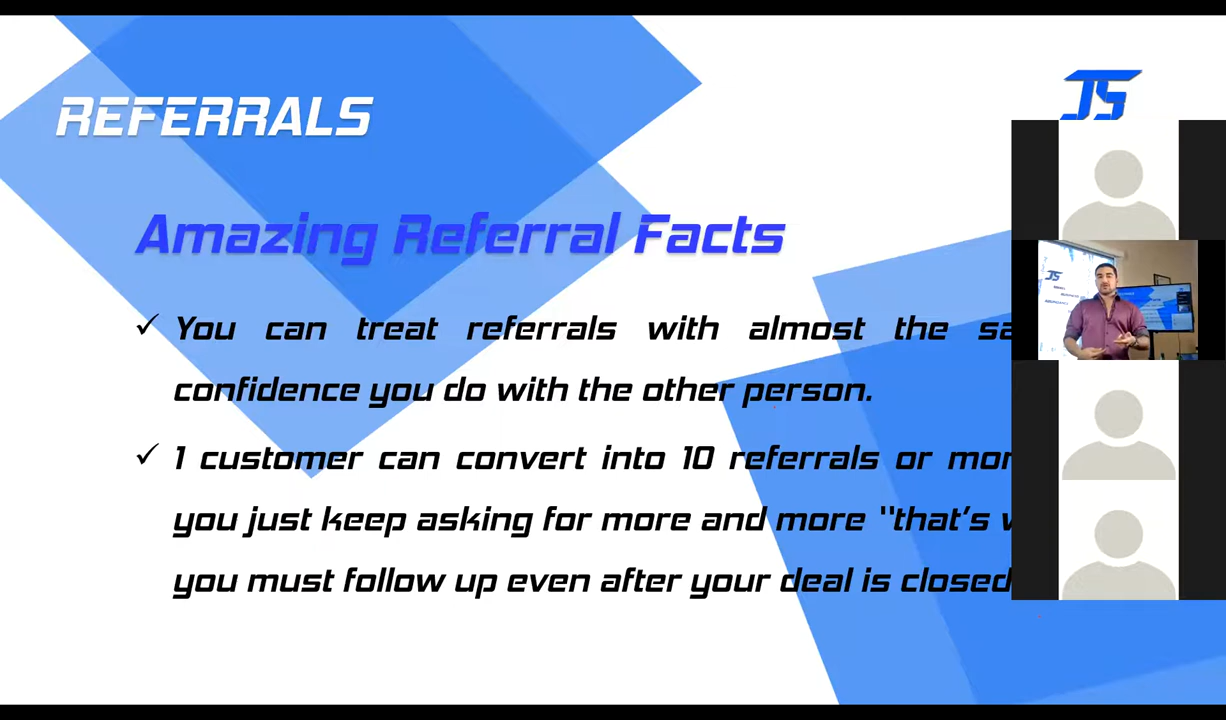 REFERRALS
JS
Amazing Referral Facts
You can treat referrals with almost the
confidence you do with the other person.
1 customer can convert into 10 referrals or
you just keep asking for more and more "that's
you must follow up even after your deal is closed
JS